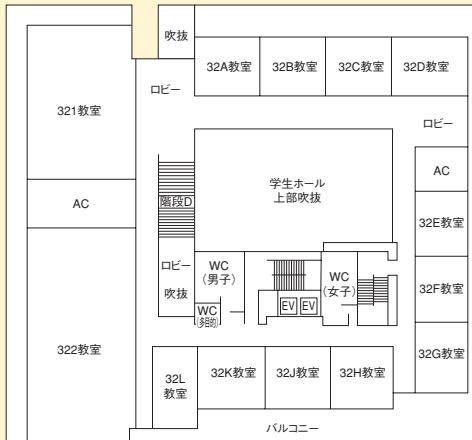 吹抜
32A教室
32B教室
32C教室
32D教室
ロビー
321教室
ロビー
AC
学生ホール
上部吹抜
AC
階段D
32E教室
ロビー
吹抜
WC
(男子)
WC
(女子)
32F教室
WC
(多目的)
EV
EV
322教室
32G教室
32L
教室
32K教室
32J教室
32H教室
バルコニー